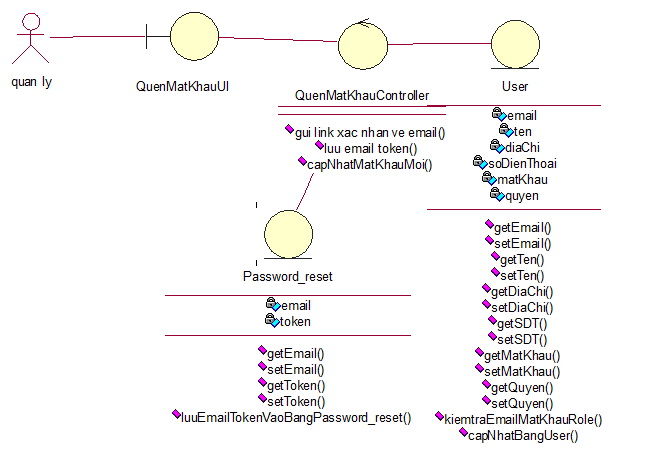 quan ly
QuenMatKhauUI
QuenMatKhauController
gui link xac nhan ve email()
luu email token()
capNhatMatKhauMoi()
User
email
ten
diaChi
soDienThoai
matKhau
quyen
getEmail()
setEmail()
getTen()
setTen()
getDiaChi()
setDiaChi()
getSDT()
setSDT()
getMatKhau()
setMatKhau()
getQuyen()
setQuyen()
kiemtraEmailMatKhauRole()
capNhatBangUser()
Password_reset
email
token
getEmail()
setEmail()
getToken()
setToken()
luuEmailTokenVaoBangPassword_reset()